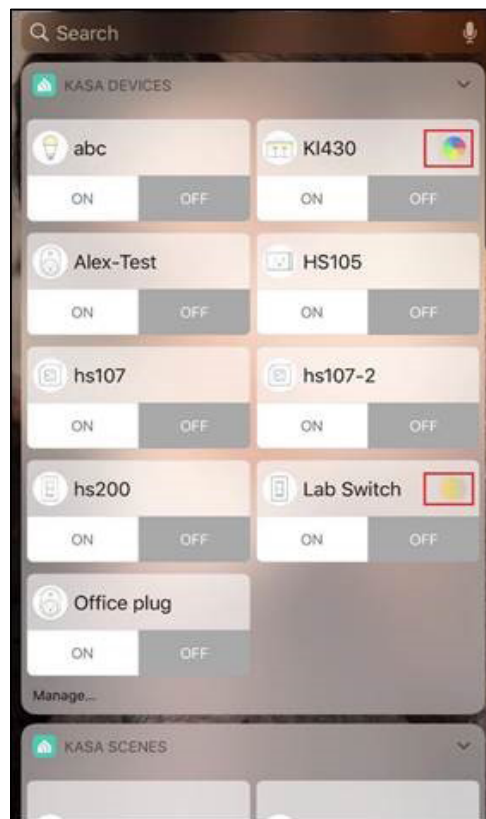 Search
KASA DEVICES
abc
KI430
ON OFF
ON OFF
Alex-Test
HS105
ON OFF
ON OFF
hs107
hs107-2
ON OFF
ON OFF
hs200
Lab Switch
ON OFF
ON OFF
Office plug
ON OFF
Manage...
KASA SCENES